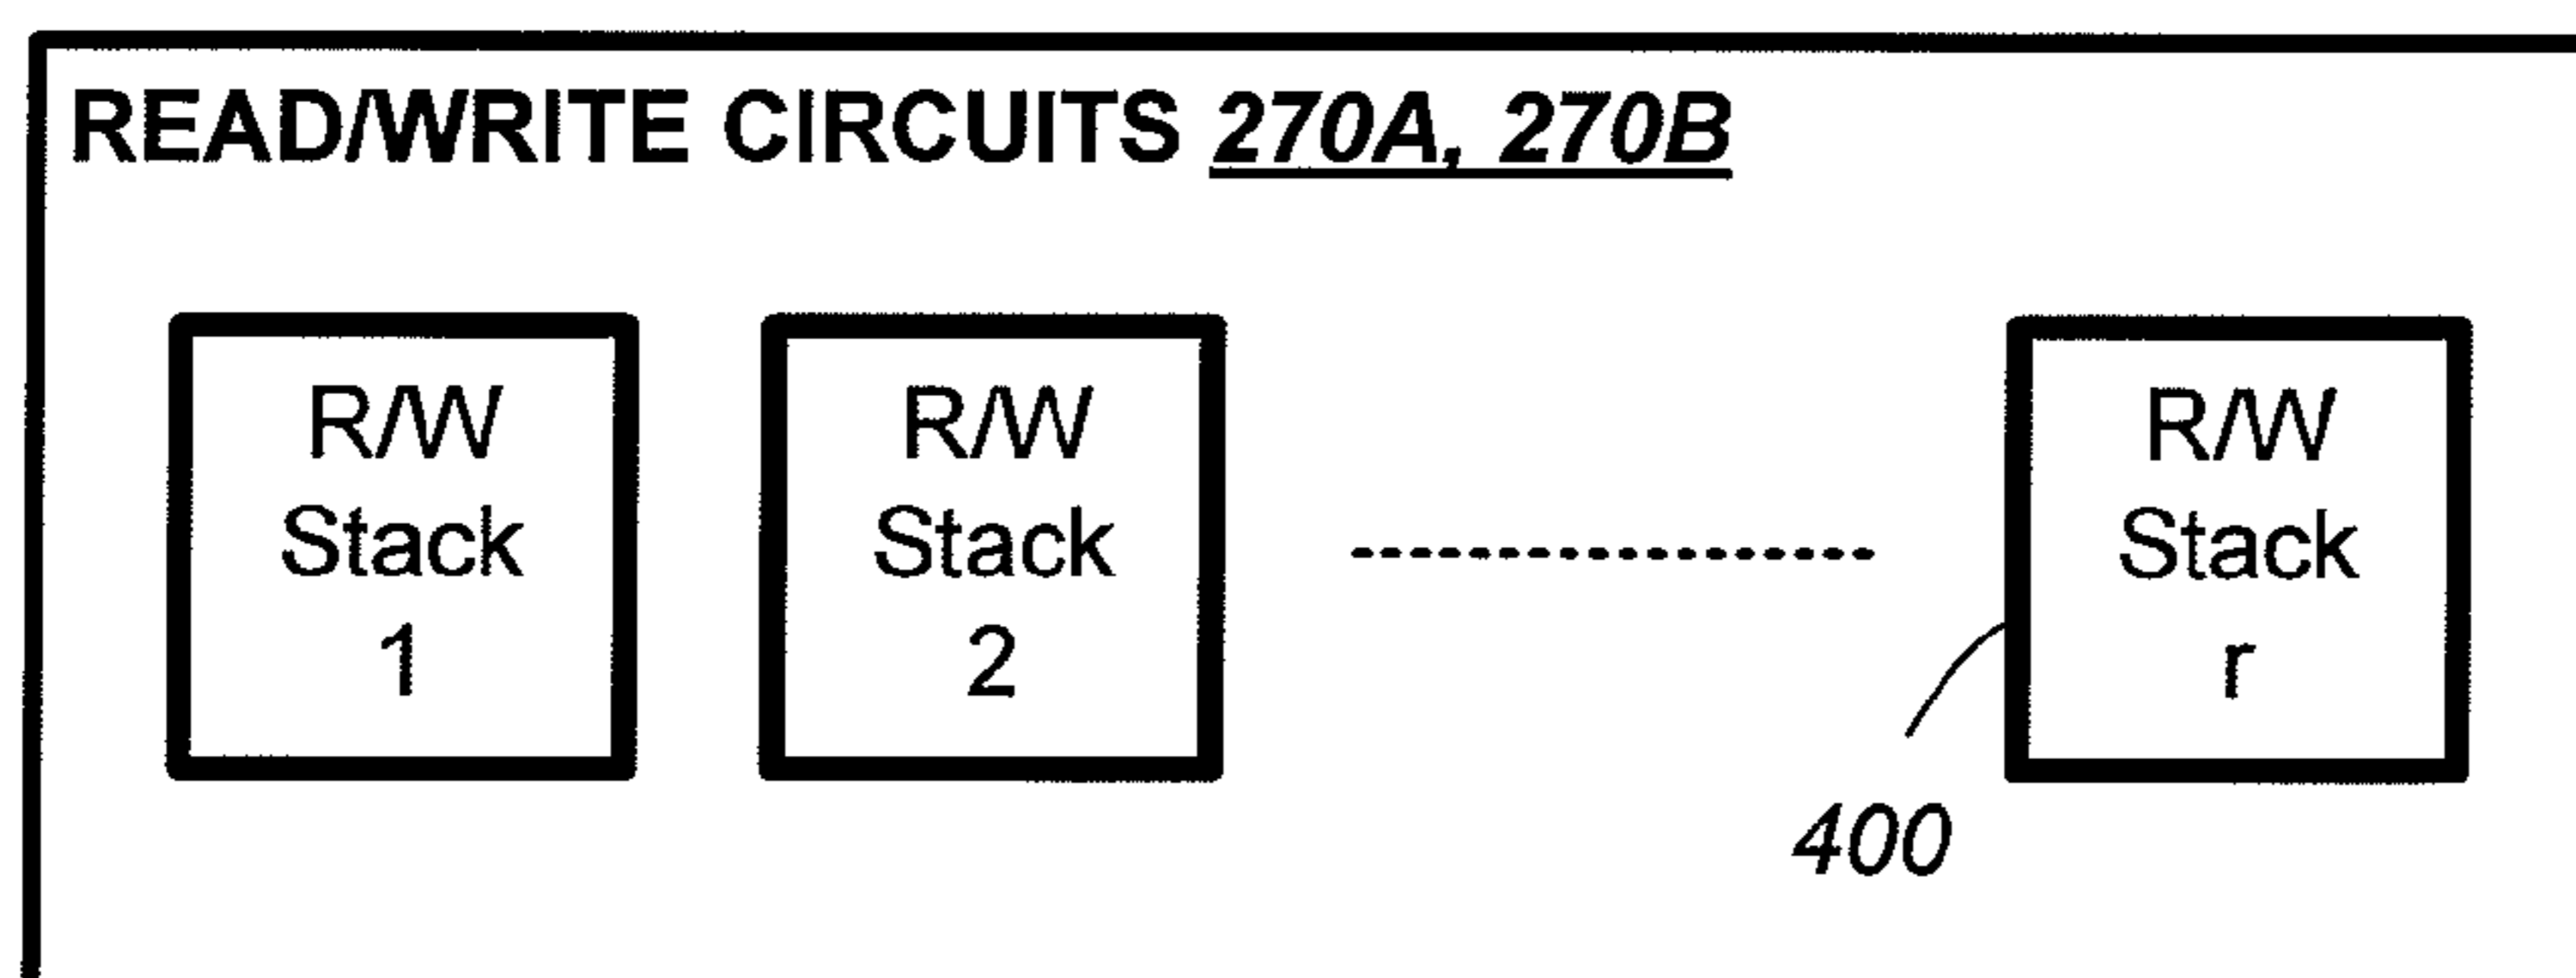 READ/WRITE CIRCUITS 270A, 270B
R/W
Stack
1
R/W
Stack
2
R/W
Stack
r
400